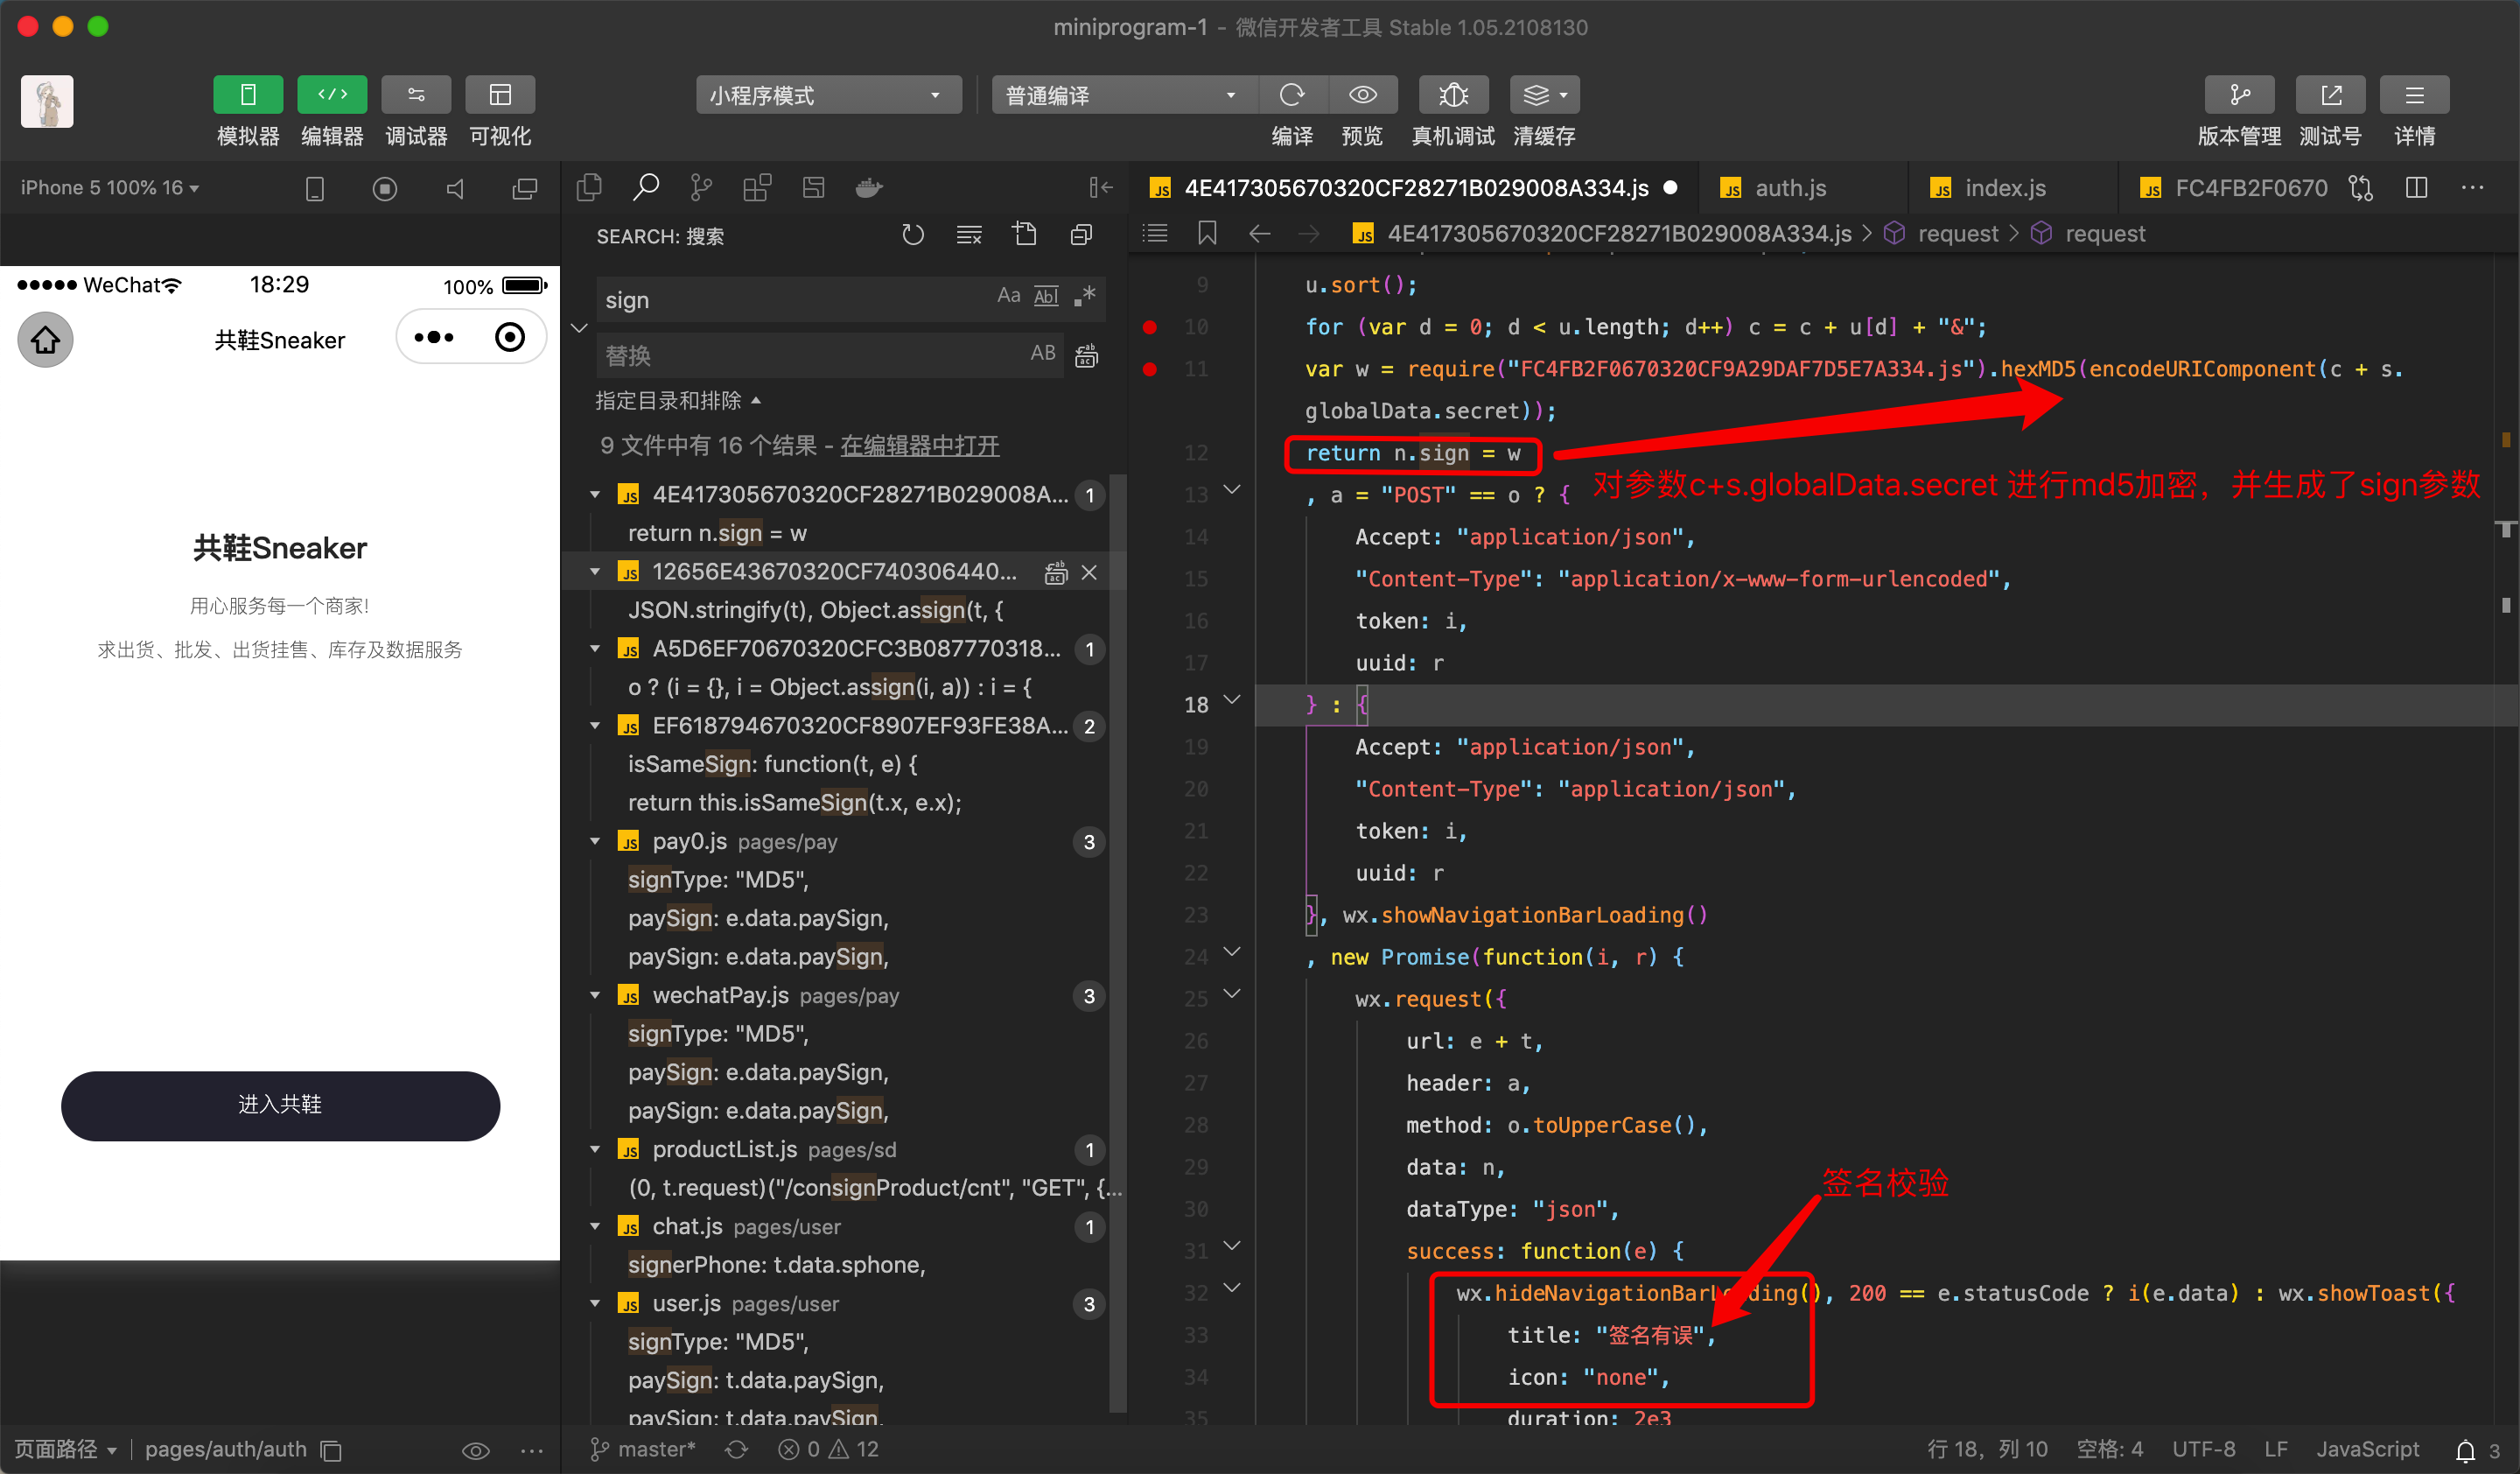 miniprogram-1 - 微信开发者工具 Stable 1.05.2108130
小程序模式
普通编译
模拟器 编辑器 调试器 可视化
编译 预览 真机调试 清缓存
版本管理 测试号 详情
iPhone 5 100% 16
WeChat 18:29 100%
共鞋Sneaker
共鞋Sneaker
用心服务每一个商家!
求出货、批发、出货挂售、库存及数据服务
进入共鞋
页面路径 pages/auth/auth
SEARCH: 搜索
sign
Aa Abl .*
替换
AB
指定目录和排除
9 文件中有 16 个结果 - 在编辑器中打开
JS 4E417305670320CF28271B029008A... 1
return n.sign = w
JS 12656E43670320CF740306440...
JSON.stringify(t), Object.assign(t, {
JS A5D6EF70670320CFC3B087770318... 1
o ? (i = {}, i = Object.assign(i, a)) : i = {
JS EF618794670320CF8907EF93FE38A... 2
isSameSign: function(t, e) {
return this.isSameSign(t.x, e.x);
JS pay0.js pages/pay 3
signType: "MD5",
paySign: e.data.paySign,
paySign: e.data.paySign,
JS wechatPay.js pages/pay 3
signType: "MD5",
paySign: e.data.paySign,
paySign: e.data.paySign,
JS productList.js pages/sd 1
(0, t.request)("/consignProduct/cnt", "GET", {...
JS chat.js pages/user 1
signerPhone: t.data.sphone,
JS user.js pages/user 3
signType: "MD5",
paySign: t.data.paySign,
paySign: t.data.paySign,
master* 0 12
JS 4E417305670320CF28271B029008A334.js JS auth.js JS index.js JS FC4FB2F0670
JS 4E417305670320CF28271B029008A334.js > request > request
9 u.sort();
10 for (var d = 0; d < u.length; d++) c = c + u[d] + "&";
11 var w = require("FC4FB2F0670320CF9A29DAF7D5E7A334.js").hexMD5(encodeURIComponent(c + s.
globalData.secret));
12 return n.sign = w
对参数c+s.globalData.secret 进行md5加密，并生成了sign参数
13 , a = "POST" == o ? {
14 Accept: "application/json",
15 "Content-Type": "application/x-www-form-urlencoded",
16 token: i,
17 uuid: r
18 } : {
19 Accept: "application/json",
20 "Content-Type": "application/json",
21 token: i,
22 uuid: r
23 }, wx.showNavigationBarLoading()
24 , new Promise(function(i, r) {
25 wx.request({
26 url: e + t,
27 header: a,
28 method: o.toUpperCase(),
29 data: n,
签名校验
30 dataType: "json",
31 success: function(e) {
32 wx.hideNavigationBarLoading(), 200 == e.statusCode ? i(e.data) : wx.showToast({
33 title: "签名有误",
34 icon: "none",
35 duration: 2e3
行 18，列 10 空格: 4 UTF-8 LF JavaScript 3